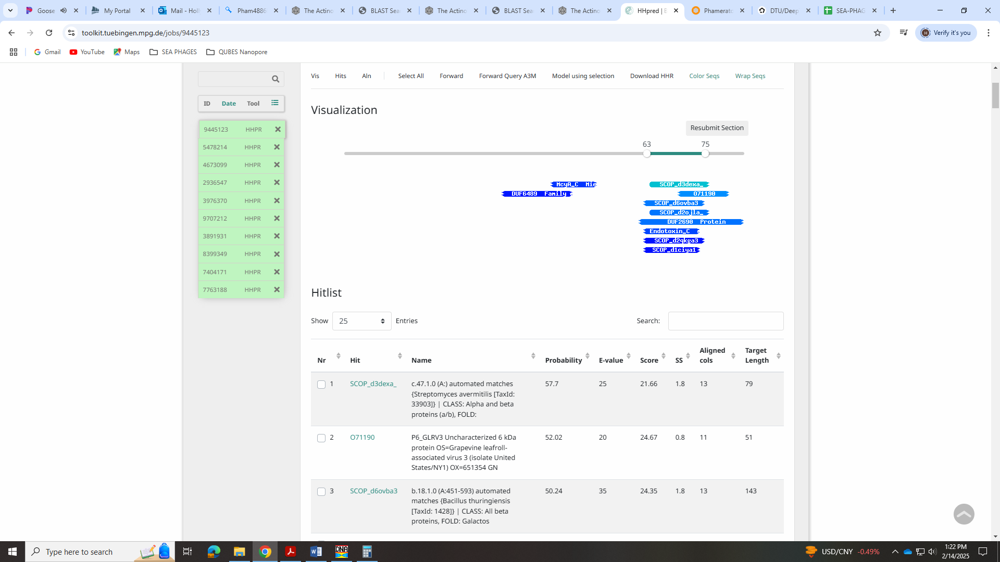 Goose
My Portal
Mail - Holl
Pham4886
The Actino
BLAST Sea
The Actino
BLAST Sea
The Actino
HHpred | B
Phamerato
DTU/Deep
SEA-PHAG
toolkit.tuebingen.mpg.de/jobs/9445123
Verify it's you
Gmail
YouTube
Maps
SEA PHAGES
QUBES Nanopore
Vis Hits Aln Select All Forward Forward Query A3M Model using selection Download HHR Color Seqs Wrap Seqs
ID Date Tool
9445123 HHPR
5478214 HHPR
4673099 HHPR
2936547 HHPR
3976370 HHPR
9707212 HHPR
3891931 HHPR
8399349 HHPR
7404171 HHPR
7763188 HHPR
Visualization
Resubmit Section
63 75
McyA_C Mic SCOP_d3dexa_
DUF6489 Family O71190
SCOP_d6ovba3
SCOP_d2ojla_
DUF2690 Protein
Endotoxin_C
SCOP_d2qkga3
SCOP_d1ciya1
Hitlist
Show 25 Entries Search:
Nr Hit Name Probability E-value Score SS Aligned cols Target Length
1 SCOP_d3dexa_ c.47.1.0 (A:) automated matches 57.7 25 21.66 1.8 13 79
{Streptomyces avermitilis [TaxId:
33903]} | CLASS: Alpha and beta
proteins (a/b), FOLD:
2 O71190 P6_GLRV3 Uncharacterized 6 kDa 52.02 20 24.67 0.8 11 51
protein OS=Grapevine leafroll-
associated virus 3 (isolate United
States/NY1) OX=651354 GN
3 SCOP_d6ovba3 b.18.1.0 (A:451-593) automated 50.24 35 24.35 1.8 13 143
matches {Bacillus thuringiensis
[TaxId: 1428]} | CLASS: All beta
proteins, FOLD: Galactos
Type here to search
DNA
USD/CNY -0.49%
1:22 PM
2/14/2025